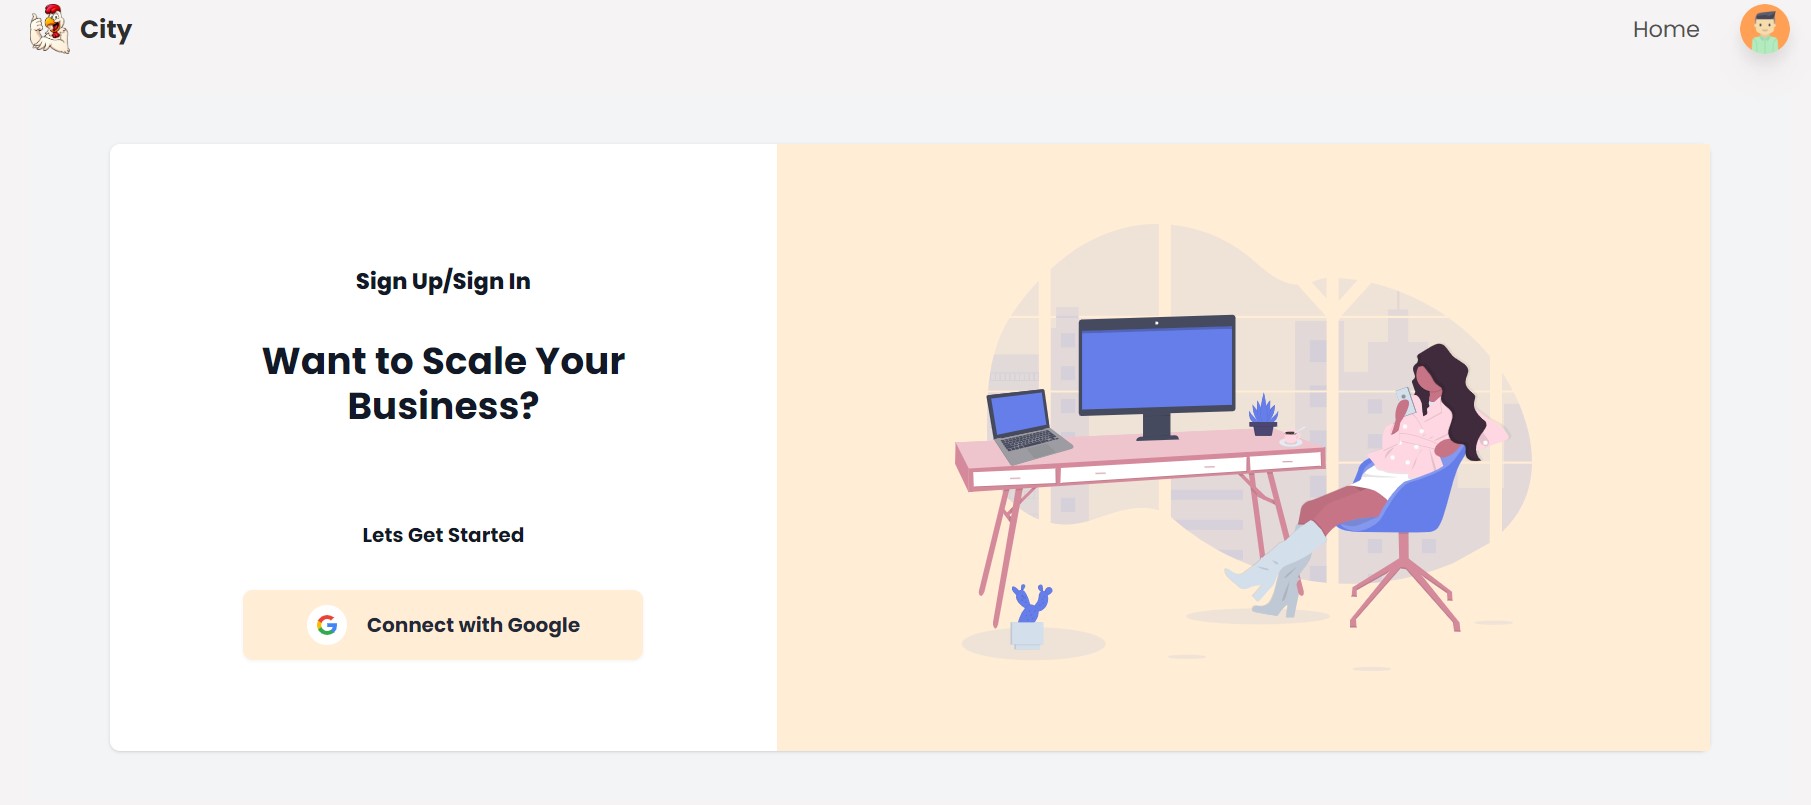 City
Home
Sign Up/Sign In
Want to Scale Your
Business?
Lets Get Started
Connect with Google